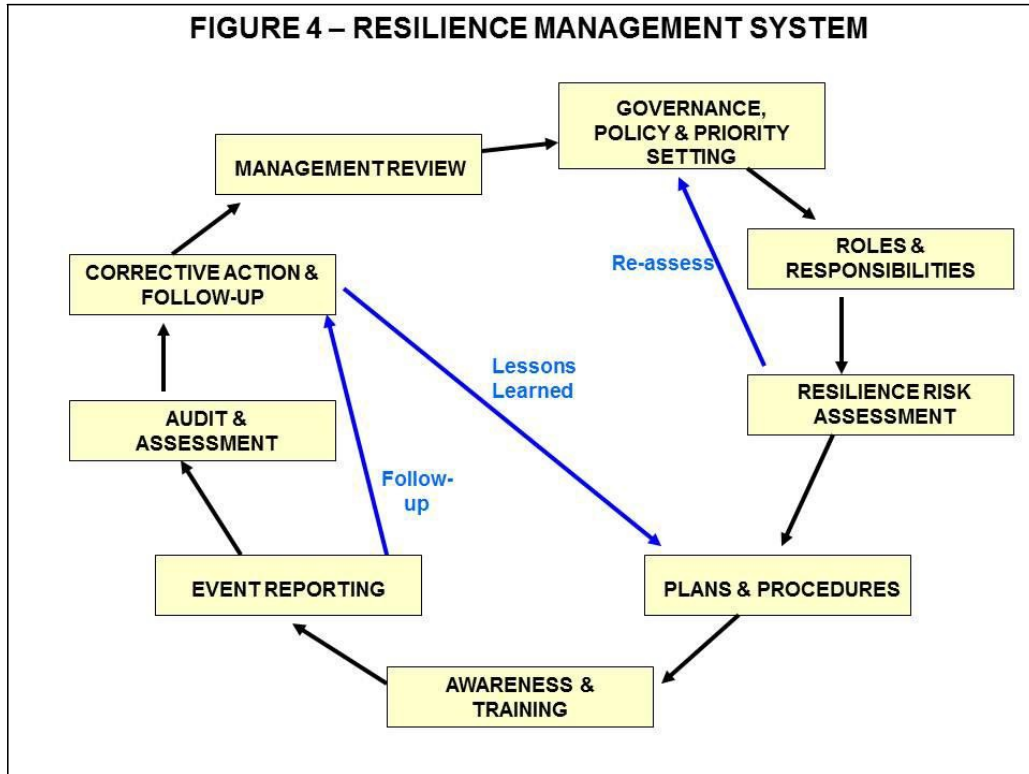 FIGURE 4 – RESILIENCE MANAGEMENT SYSTEM
GOVERNANCE,
POLICY & PRIORITY
SETTING
MANAGEMENT REVIEW
ROLES &
RESPONSIBILITIES
Re-assess
CORRECTIVE ACTION &
FOLLOW-UP
Lessons
Learned
RESILIENCE RISK
ASSESSMENT
AUDIT &
ASSESSMENT
Follow-
up
EVENT REPORTING
PLANS & PROCEDURES
AWARENESS &
TRAINING